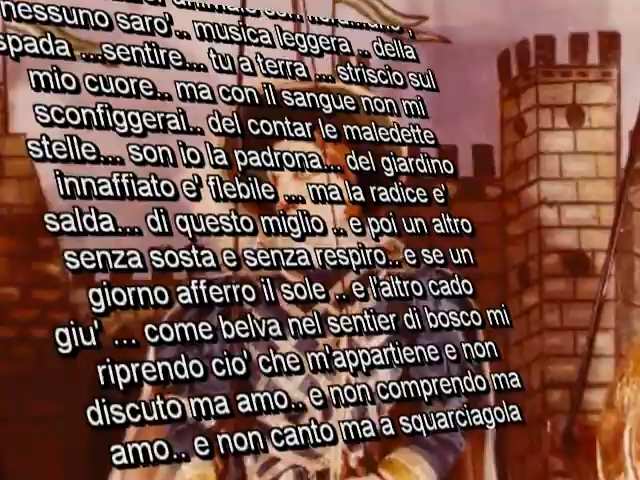 nessuno saro'.. musica leggera .. della
spada ...sentire... tu a terra ... striscio sul
mio cuore.. ma con il sangue non mi
sconfiggerai.. del contar le maledette
stelle... son io la padrona... del giardino
innaffiato e' flebile ... ma la radice e'
salda... di questo miglio .. e poi un altro
senza sosta e senza respiro.. e se un
giorno afferro il sole .. e l'altro cado
giu' ... come belva nel sentier di bosco mi
riprendo cio' che m'appartiene e non
discuto ma amo.. e non comprendo ma
amo.. e non canto ma a squarciagola